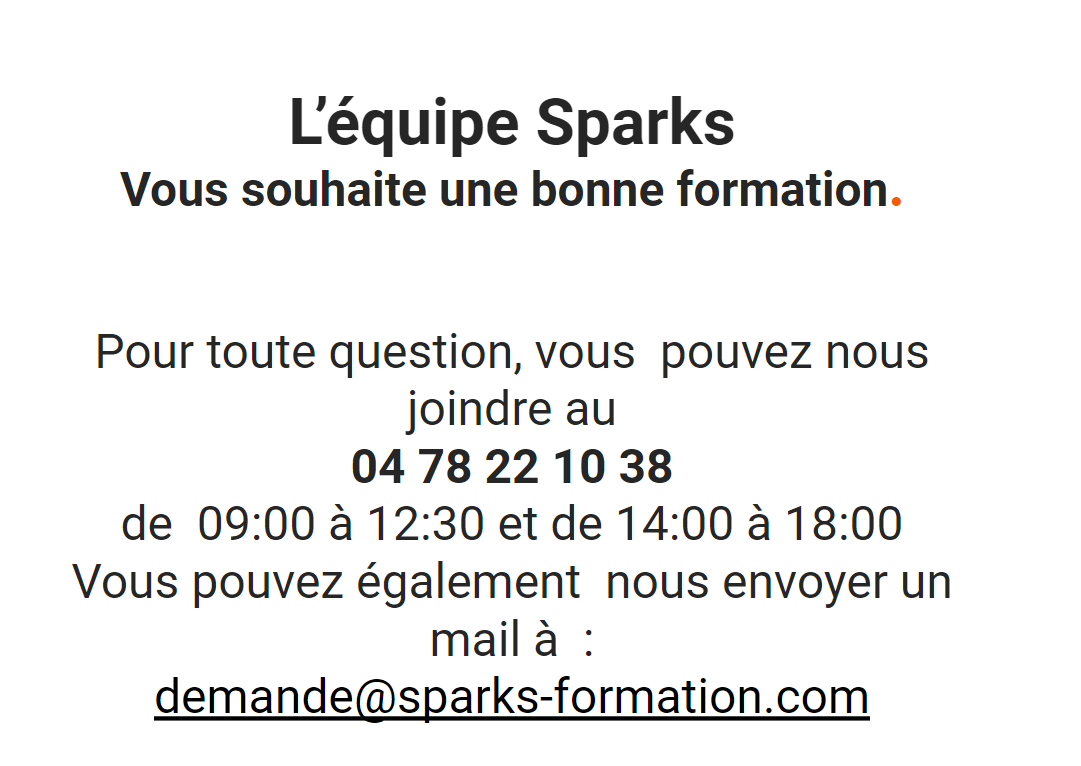 L’équipe Sparks
Vous souhaite une bonne formation.
Pour toute question, vous  pouvez nous
joindre au
04 78 22 10 38
de  09:00 à 12:30 et de 14:00 à 18:00
Vous pouvez également  nous envoyer un
mail à  :
demande@sparks-formation.com